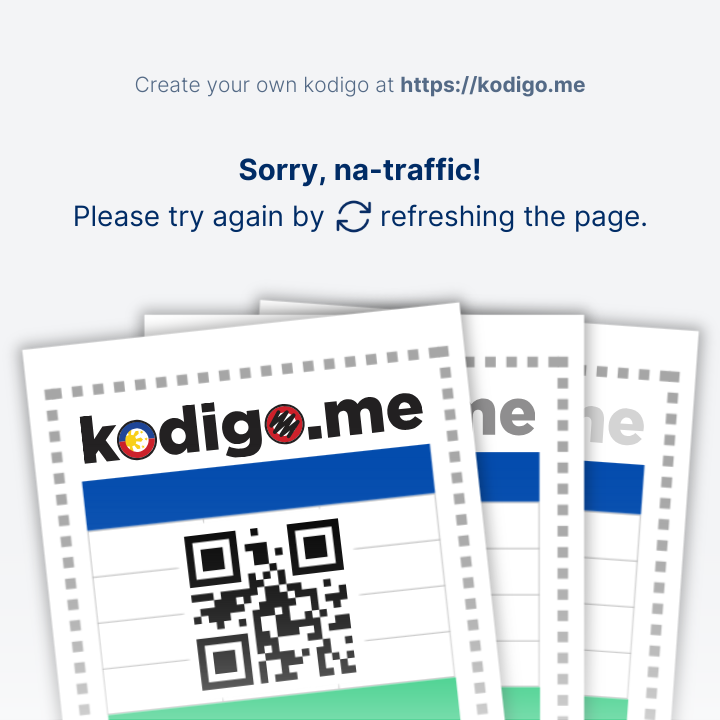 Create your own kodigo at https://kodigo.me
Sorry, na-traffic!
Please try again by refreshing the page.
kodigo.me
me
me